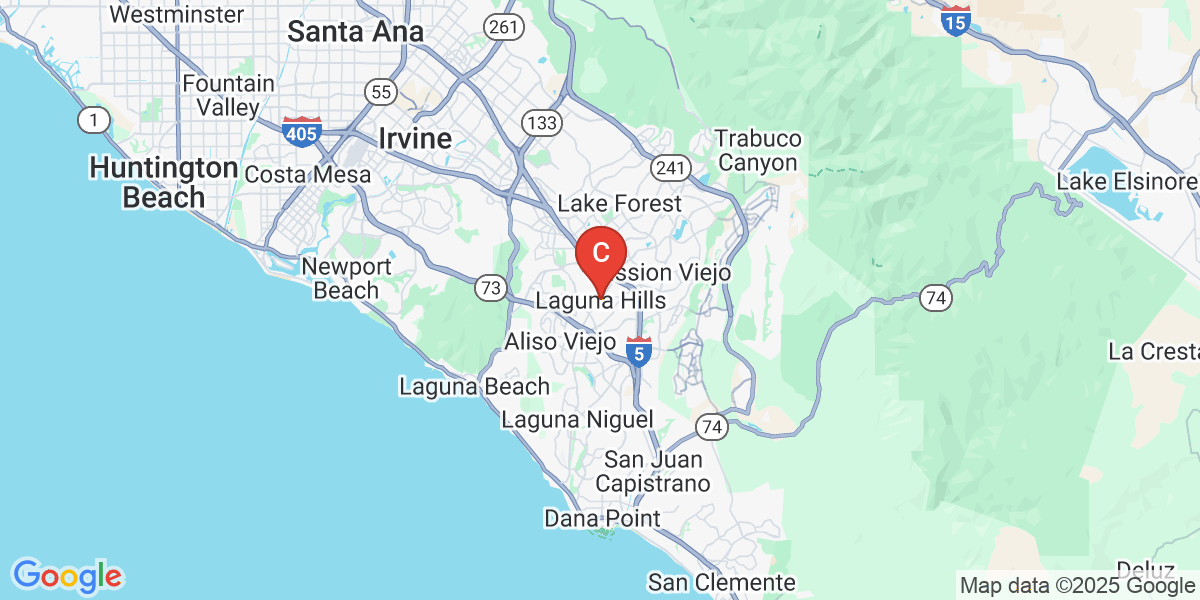 Westminster
Santa Ana
261
15
Fountain
Valley
55
1
133
405
Irvine
Trabuco
Canyon
Huntington
Beach
Costa Mesa
241
Lake Elsinore
Lake Forest
C
ssion Viejo
Newport
Beach
73
Laguna Hills
74
Aliso Viejo
5
La Cresta
Laguna Beach
Laguna Niguel
74
San Juan
Capistrano
Dana Point
Google
San Clemente
Deluz
Map data ©2025 Google